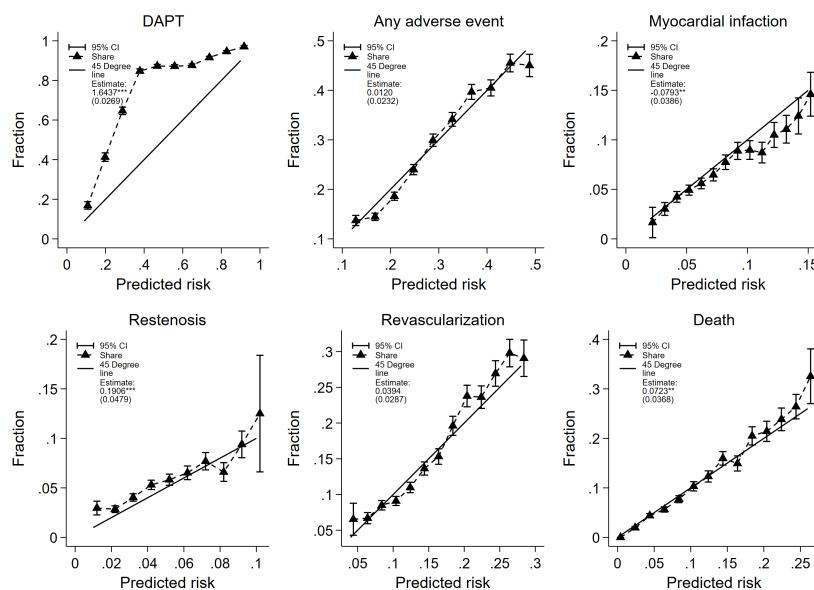 DAPT
1
.8
.6
.4
.2
0
Fraction
95% CI
Share
45 Degree
line
Estimate:
1.6437***
(0.0269)
0 .2 .4 .6 .8 1
Predicted risk
Any adverse event
.5
.4
.3
.2
.1
Fraction
95% CI
Share
45 Degree
line
Estimate:
0.0120
(0.0232)
.1 .2 .3 .4 .5
Predicted risk
Myocardial infaction
.2
.15
.1
.05
0
Fraction
95% CI
Share
45 Degree
line
Estimate:
-0.0793**
(0.0386)
0 .05 .1 .15
Predicted risk
Restenosis
.2
.15
.1
.05
0
Fraction
95% CI
Share
45 Degree
line
Estimate:
0.1906***
(0.0479)
0 .02 .04 .06 .08 .1
Predicted risk
Revascularization
.3
.25
.2
.15
.1
.05
Fraction
95% CI
Share
45 Degree
line
Estimate:
0.0394
(0.0287)
.05 .1 .15 .2 .25 .3
Predicted risk
Death
.4
.3
.2
.1
0
Fraction
95% CI
Share
45 Degree
line
Estimate:
0.0723**
(0.0368)
0 .05 .1 .15 .2 .25
Predicted risk